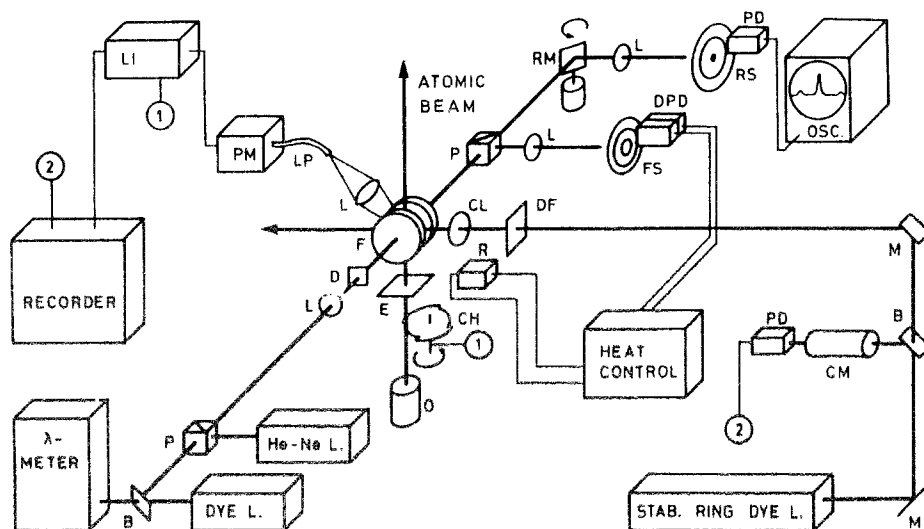 LI
1
PM
LP
L
ATOMIC
BEAM
RM
L
PD
RS
OSC.
DPD
P
L
FS
2
RECORDER
F
CL
DF
M
D
R
L
E
CH
1
HEAT
CONTROL
PD
B
CM
2
O
λ-
METER
P
He-Ne L.
B
DYE L.
STAB. RING DYE L.
M